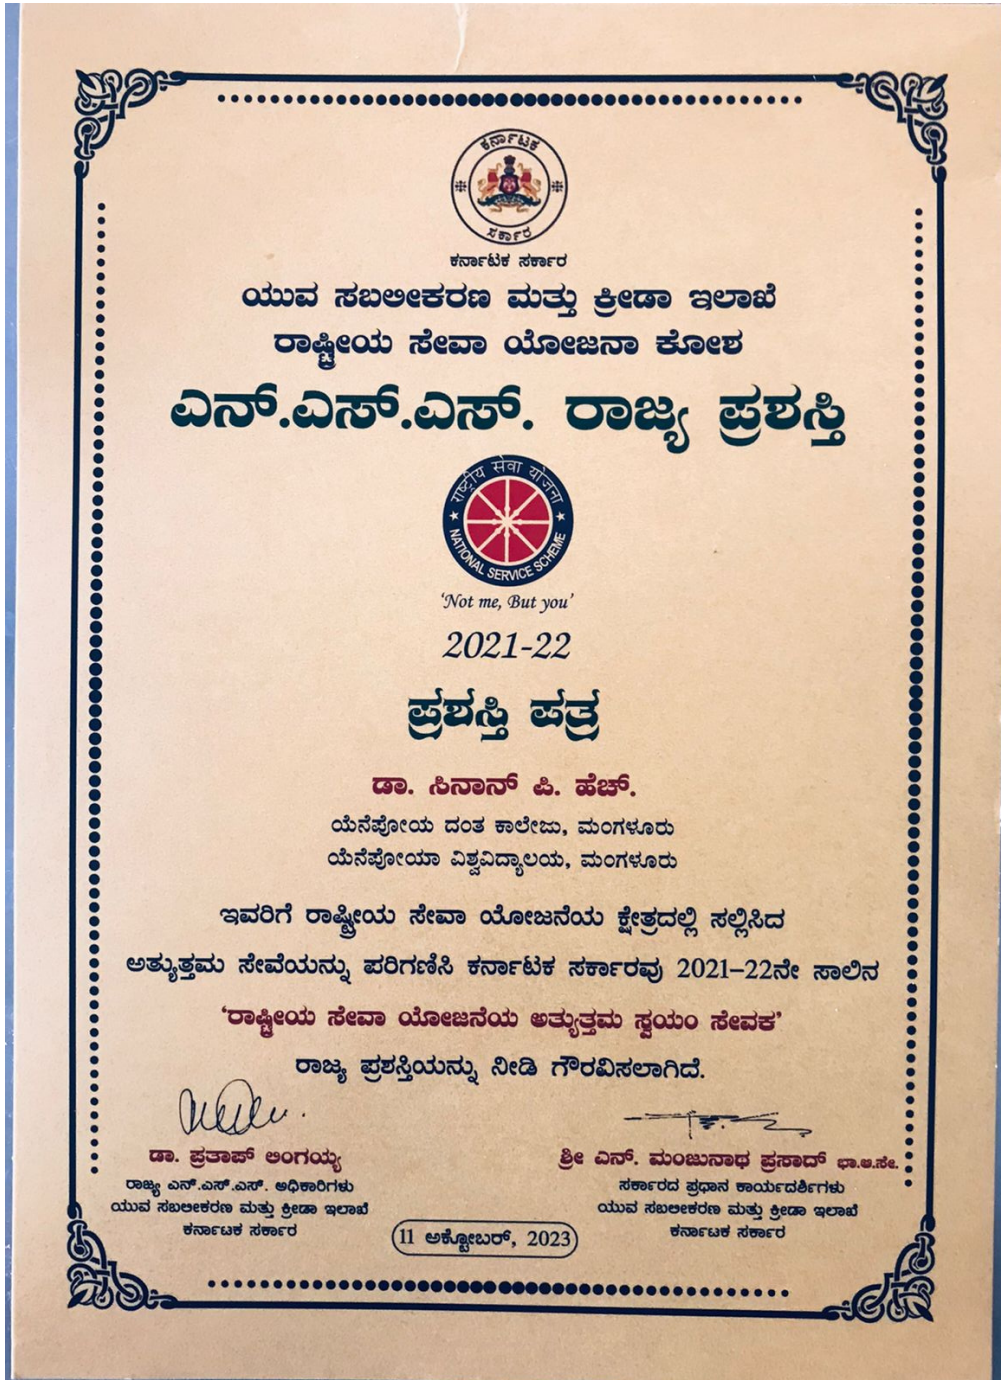 ಕರ್ನಾಟಕ
ಸರ್ಕಾರ
ಕರ್ನಾಟಕ ಸರ್ಕಾರ
ಯುವ ಸಬಲೀಕರಣ ಮತ್ತು ಕ್ರೀಡಾ ಇಲಾಖೆ
ರಾಷ್ಟ್ರೀಯ ಸೇವಾ ಯೋಜನಾ ಕೋಶ
ಎನ್.ಎಸ್.ಎಸ್. ರಾಜ್ಯ ಪ್ರಶಸ್ತಿ
राष्ट्रीय सेवा योजना
NATIONAL SERVICE SCHEME
'Not me, But you'
2021-22
ಪ್ರಶಸ್ತಿ ಪತ್ರ
ಡಾ. ಸಿನಾನ್ ಪಿ. ಹೆಚ್.
ಯೆನೆಪೋಯ ದಂತ ಕಾಲೇಜು, ಮಂಗಳೂರು
ಯೆನೆಪೋಯಾ ವಿಶ್ವವಿದ್ಯಾಲಯ, ಮಂಗಳೂರು
ಇವರಿಗೆ ರಾಷ್ಟ್ರೀಯ ಸೇವಾ ಯೋಜನೆಯ ಕ್ಷೇತ್ರದಲ್ಲಿ ಸಲ್ಲಿಸಿದ
ಅತ್ಯುತ್ತಮ ಸೇವೆಯನ್ನು ಪರಿಗಣಿಸಿ ಕರ್ನಾಟಕ ಸರ್ಕಾರವು 2021–22ನೇ ಸಾಲಿನ
'ರಾಷ್ಟ್ರೀಯ ಸೇವಾ ಯೋಜನೆಯ ಅತ್ಯುತ್ತಮ ಸ್ವಯಂ ಸೇವಕ'
ರಾಜ್ಯ ಪ್ರಶಸ್ತಿಯನ್ನು ನೀಡಿ ಗೌರವಿಸಲಾಗಿದೆ.
ಡಾ. ಪ್ರತಾಪ್ ಲಿಂಗಯ್ಯ
ರಾಜ್ಯ ಎನ್.ಎಸ್.ಎಸ್. ಅಧಿಕಾರಿಗಳು
ಯುವ ಸಬಲೀಕರಣ ಮತ್ತು ಕ್ರೀಡಾ ಇಲಾಖೆ
ಕರ್ನಾಟಕ ಸರ್ಕಾರ
ಶ್ರೀ ಎನ್. ಮಂಜುನಾಥ ಪ್ರಸಾದ್ ಭಾ.ಆ.ಸೇ.
ಸರ್ಕಾರದ ಪ್ರಧಾನ ಕಾರ್ಯದರ್ಶಿಗಳು
ಯುವ ಸಬಲೀಕರಣ ಮತ್ತು ಕ್ರೀಡಾ ಇಲಾಖೆ
ಕರ್ನಾಟಕ ಸರ್ಕಾರ
11 ಅಕ್ಟೋಬರ್, 2023